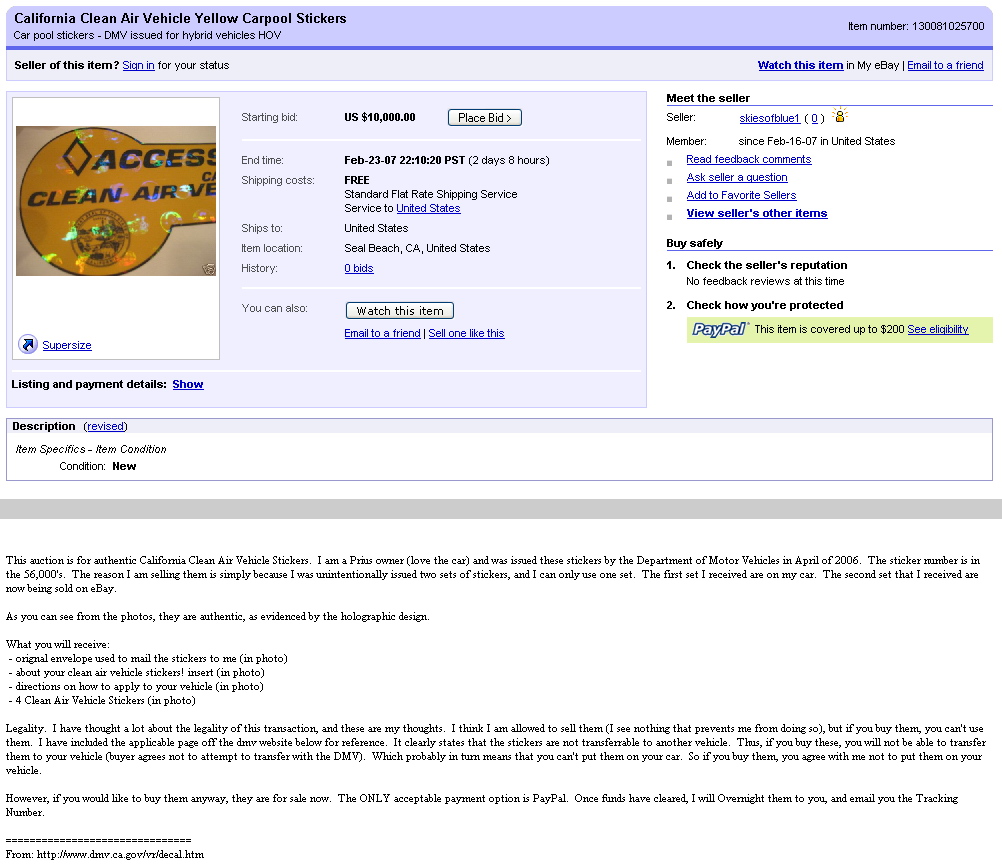 California Clean Air Vehicle Yellow Carpool Stickers
Car pool stickers - DMV issued for hybrid vehicles HOV
Item number: 130081025700
Seller of this item? Sign in for your status
Watch this item in My eBay | Email to a friend
ACCESS
CLEAN AIR VE
Supersize
Starting bid: US $10,000.00 Place Bid >
End time: Feb-23-07 22:10:20 PST (2 days 8 hours)
Shipping costs: FREE
Standard Flat Rate Shipping Service
Service to United States
Ships to: United States
Item location: Seal Beach, CA, United States
History: 0 bids
You can also: Watch this item
Email to a friend | Sell one like this
Listing and payment details: Show
Meet the seller
Seller: skiesofblue1 ( 0 )
Member: since Feb-16-07 in United States
Read feedback comments
Ask seller a question
Add to Favorite Sellers
View seller's other items
Buy safely
1. Check the seller's reputation
No feedback reviews at this time
2. Check how you're protected
PayPal This item is covered up to $200 See eligibility
Description (revised)
Item Specifics - Item Condition
Condition: New
This auction is for authentic California Clean Air Vehicle Stickers. I am a Prius owner (love the car) and was issued these stickers by the Department of Motor Vehicles in April of 2006. The sticker number is in
the 56,000's. The reason I am selling them is simply because I was unintentionally issued two sets of stickers, and I can only use one set. The first set I received are on my car. The second set that I received are
now being sold on eBay.
As you can see from the photos, they are authentic, as evidenced by the holographic design.
What you will receive:
- orignal envelope used to mail the stickers to me (in photo)
- about your clean air vehicle stickers! insert (in photo)
- directions on how to apply to your vehicle (in photo)
- 4 Clean Air Vehicle Stickers (in photo)
Legality. I have thought a lot about the legality of this transaction, and these are my thoughts. I think I am allowed to sell them (I see nothing that prevents me from doing so), but if you buy them, you can't use
them. I have included the applicable page off the dmv website below for reference. It clearly states that the stickers are not transferrable to another vehicle. Thus, if you buy these, you will not be able to transfer
them to your vehicle (buyer agrees not to attempt to transfer with the DMV). Which probably in turn means that you can't put them on your car. So if you buy them, you agree with me not to put them on your
vehicle.
However, if you would like to buy them anyway, they are for sale now. The ONLY acceptable payment option is PayPal. Once funds have cleared, I will Overnight them to you, and email you the Tracking
Number.
===============================
From: http://www.dmv.ca.gov/vr/decal.htm